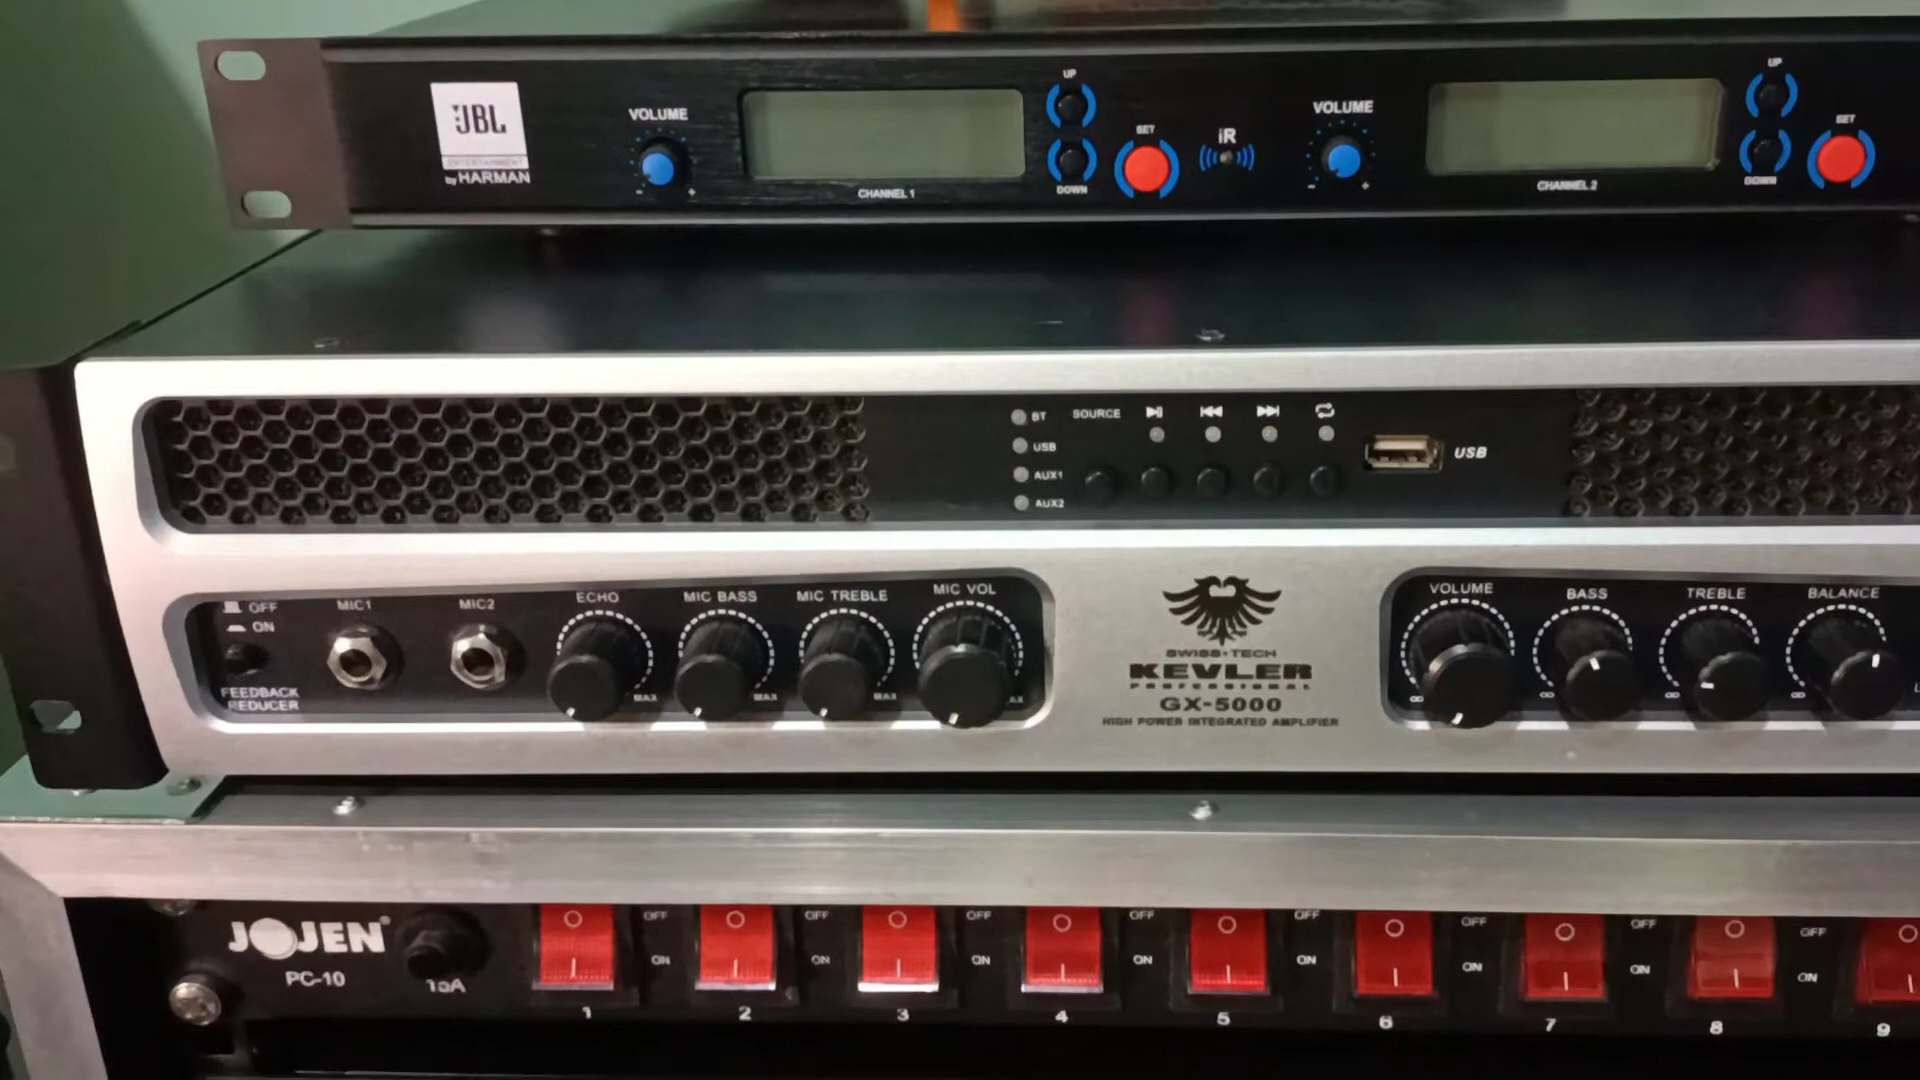 JBL
ENTERTAINMENT
by HARMAN
VOLUME
- +
CHANNEL 1
UP
DOWN
SET
iR
VOLUME
- +
CHANNEL 2
UP
DOWN
SET
BT
USB
AUX1
AUX2
SOURCE
USB
OFF
ON
FEEDBACK
REDUCER
MIC1
MIC2
ECHO
MAX
MIC BASS
MAX
MIC TREBLE
MAX
MIC VOL
AX
SWISS-TECH
KEVLER
PROFESSIONAL
GX-5000
HIGH POWER INTEGRATED AMPLIFIER
VOLUME
∞
BASS
∞
TREBLE
∞
BALANCE
∞
L
JOJEN®
PC-10
OFF OFF OFF OFF OFF OFF OFF OFF
ON ON ON ON ON ON ON ON
1 2 3 4 5 6 7 8 9